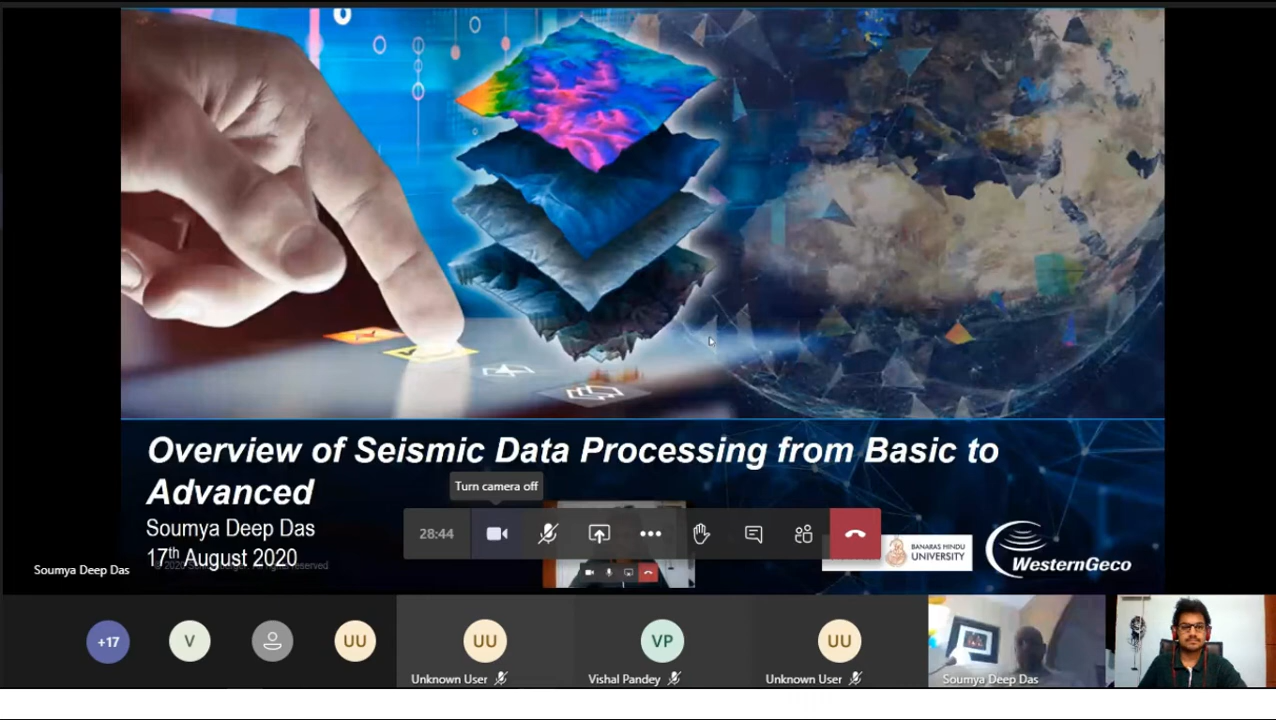 Overview of Seismic Data Processing from Basic to
Advanced
Turn camera off
Soumya Deep Das
28:44
17th August 2020
BANARAS HINDU
UNIVERSITY
WesternGeco
Soumya Deep Das
+17
V
UU
UU
VP
UU
Unknown User
Vishal Pandey
Unknown User
Soumya Deep Das